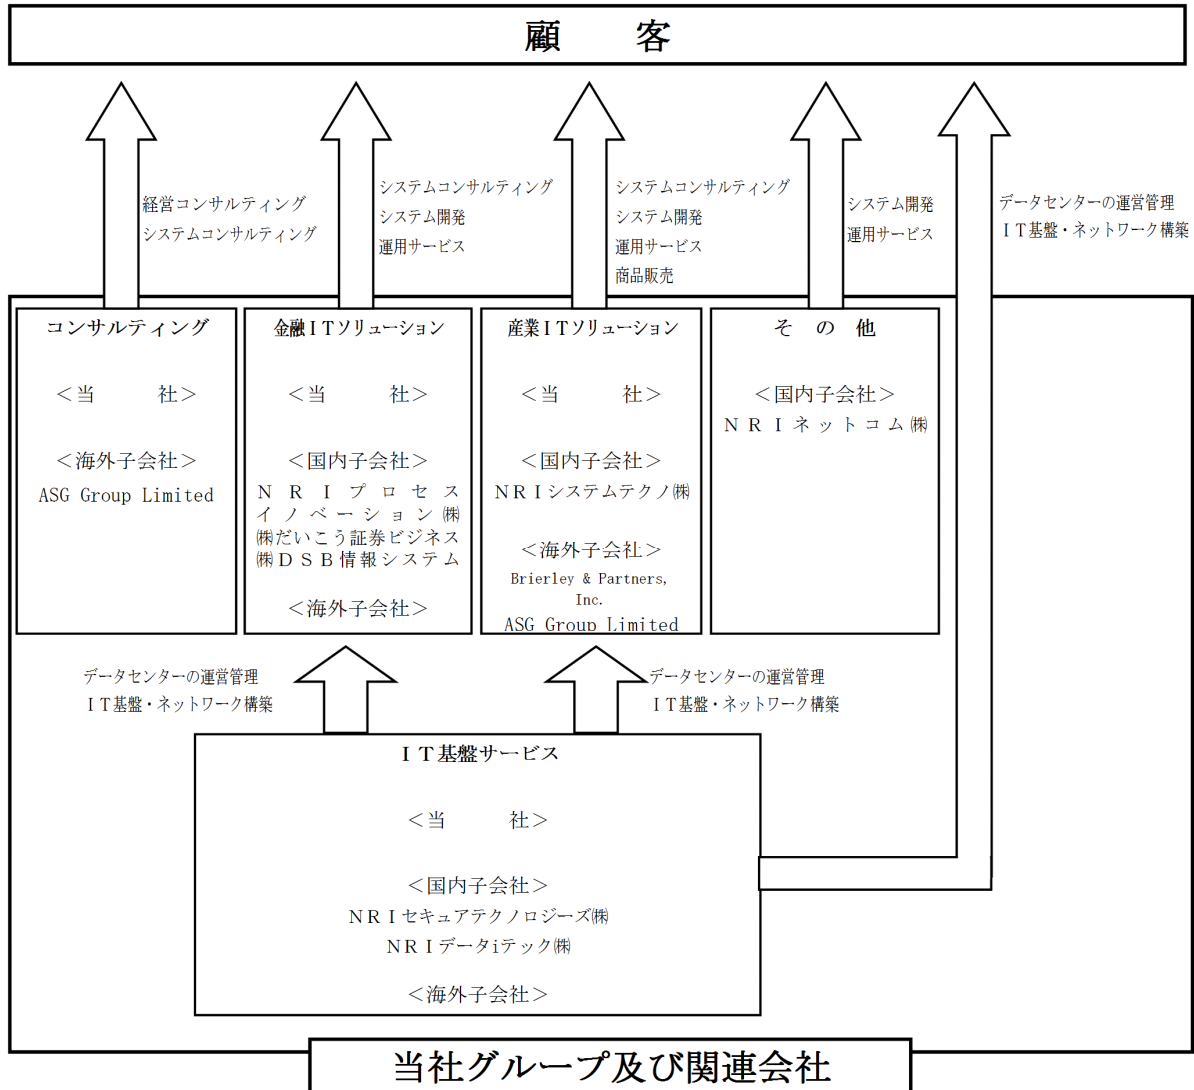 顧　　客
経営コンサルティング
システムコンサルティング
システムコンサルティング
システム開発
運用サービス
システムコンサルティング
システム開発
運用サービス
商品販売
システム開発
運用サービス
データセンターの運営管理
ＩＴ基盤・ネットワーク構築
コンサルティング
＜当　　　社＞
＜海外子会社＞
ASG Group Limited
金融ＩＴソリューション
＜当　　　社＞
＜国内子会社＞
ＮＲＩプロセス
イノベーション㈱
㈱だいこう証券ビジネス
㈱ＤＳＢ情報システム
＜海外子会社＞
産業ＩＴソリューション
＜当　　　社＞
＜国内子会社＞
ＮＲＩシステムテクノ㈱
＜海外子会社＞
Brierley & Partners,
Inc.
ASG Group Limited
そ　の　他
＜国内子会社＞
ＮＲＩネットコム㈱
データセンターの運営管理
ＩＴ基盤・ネットワーク構築
データセンターの運営管理
ＩＴ基盤・ネットワーク構築
ＩＴ基盤サービス
＜当　　　社＞
＜国内子会社＞
ＮＲＩセキュアテクノロジーズ㈱
ＮＲＩデータiテック㈱
＜海外子会社＞
当社グループ及び関連会社